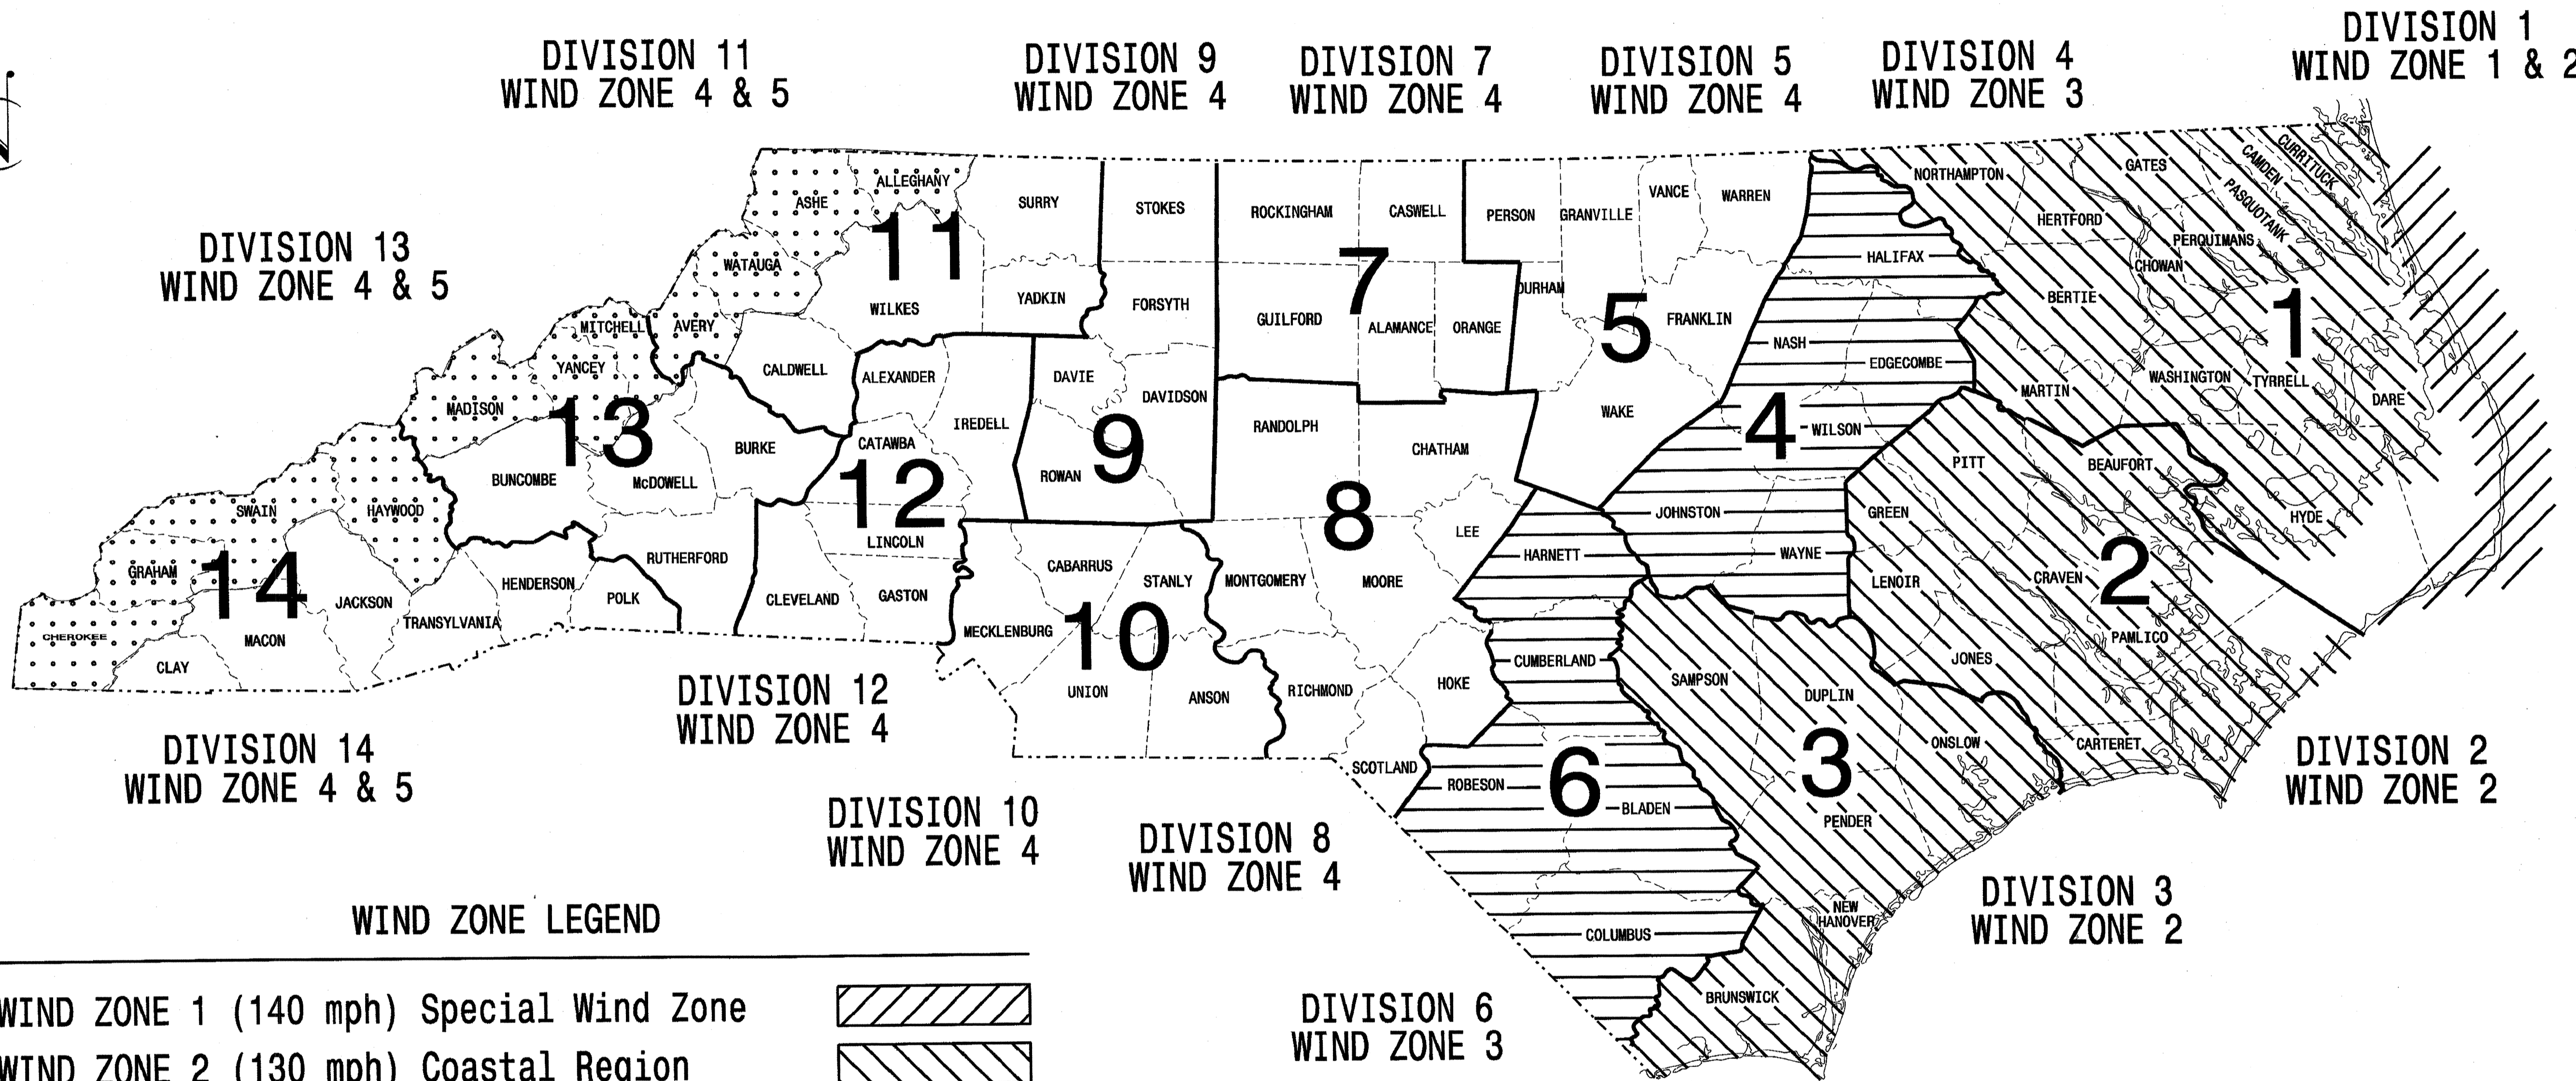 DIVISION 11
WIND ZONE 4 & 5
DIVISION 9
WIND ZONE 4
DIVISION 7
WIND ZONE 4
DIVISION 5
WIND ZONE 4
DIVISION 4
WIND ZONE 3
DIVISION 1
WIND ZONE 1 & 2
DIVISION 13
WIND ZONE 4 & 5
ASHE
ALLEGHANY
SURRY
STOKES
ROCKINGHAM
CASWELL
PERSON
GRANVILLE
VANCE
WARREN
NORTHAMPTON
GATES
CAMDEN
CURRITUCK
PASQUOTANK
HERTFORD
PERQUIMANS
CHOWAN
HALIFAX
BERTIE
11
WATAUGA
WILKES
YADKIN
FORSYTH
GUILFORD
7
ALAMANCE
ORANGE
DURHAM
5
FRANKLIN
NASH
EDGECOMBE
1
MARTIN
WASHINGTON
TYRRELL
DARE
MITCHELL
AVERY
YANCEY
CALDWELL
ALEXANDER
DAVIE
DAVIDSON
IREDELL
RANDOLPH
CHATHAM
WAKE
4
WILSON
MADISON
13
BURKE
CATAWBA
ROWAN
9
PITT
BEAUFORT
BUNCOMBE
McDOWELL
12
LINCOLN
8
LEE
JOHNSTON
GREEN
HYDE
SWAIN
HAYWOOD
HARNETT
WAYNE
LENOIR
CRAVEN
2
GRAHAM
14
JACKSON
HENDERSON
RUTHERFORD
POLK
CLEVELAND
GASTON
CABARRUS
STANLY
MONTGOMERY
MOORE
CHEROKEE
MACON
TRANSYLVANIA
MECKLENBURG
10
CLAY
UNION
ANSON
RICHMOND
HOKE
CUMBERLAND
SAMPSON
DUPLIN
JONES
PAMLICO
SCOTLAND
ROBESON
6
BLADEN
3
ONSLOW
CARTERET
PENDER
COLUMBUS
NEW
HANOVER
BRUNSWICK
DIVISION 12
WIND ZONE 4
DIVISION 14
WIND ZONE 4 & 5
DIVISION 10
WIND ZONE 4
DIVISION 8
WIND ZONE 4
DIVISION 2
WIND ZONE 2
DIVISION 3
WIND ZONE 2
DIVISION 6
WIND ZONE 3
WIND ZONE LEGEND
WIND ZONE 1 (140 mph) Special Wind Zone
WIND ZONE 2 (130 mph) Coastal Region